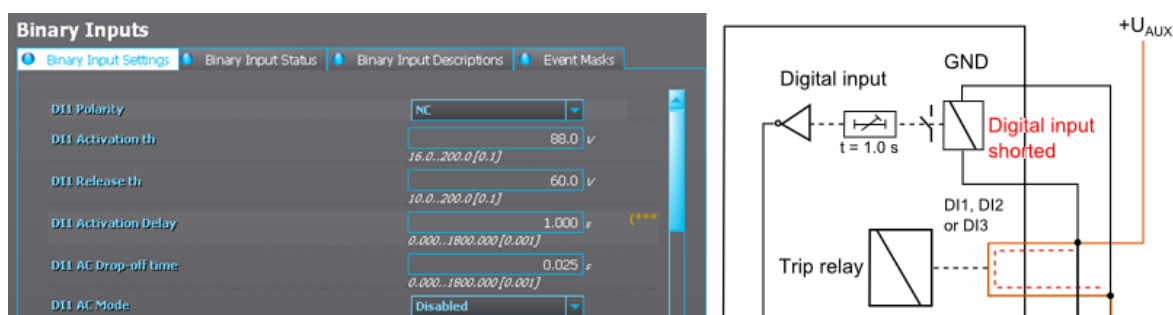 Binary Inputs
Binary Input Settings Binary Input Status Binary Input Descriptions Event Masks
DI1 Polarity NC
DI1 Activation th 88.0 V
16.0..200.0 [0.1]
DI1 Release th 60.0 V
10.0..200.0 [0.1]
DI1 Activation Delay 1.000 s (***
0.000..1800.000 [0.001]
DI1 AC Drop-off time 0.025 s
0.000..1800.000 [0.001]
DI1 AC Mode Disabled
+UAUX
GND
Digital input
t = 1.0 s
Digital input
shorted
DI1, DI2
or DI3
Trip relay